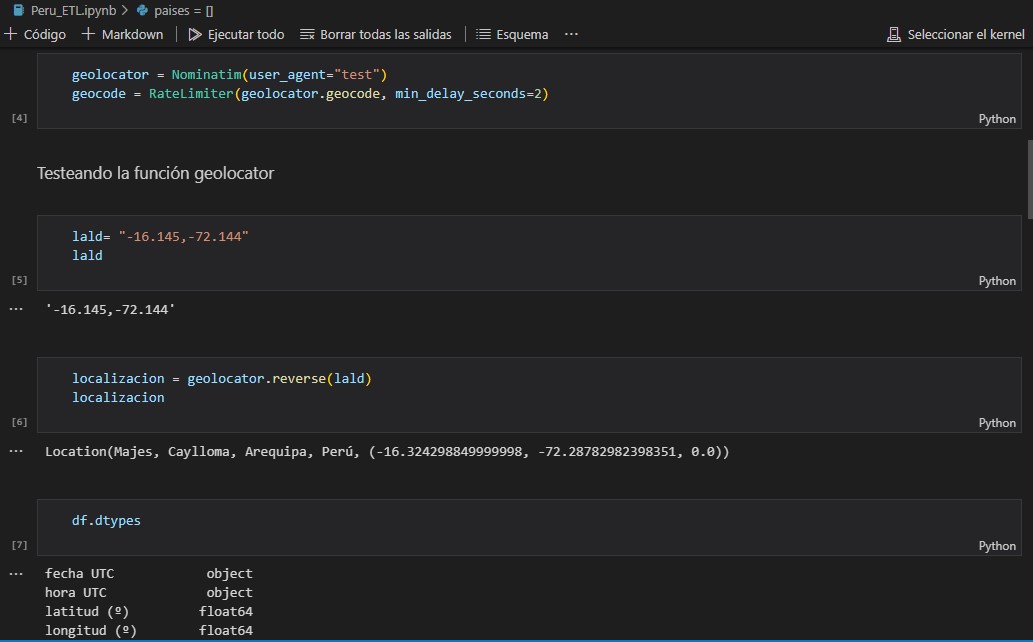 Peru_ETL.ipynb > paises = []
+ Código + Markdown Ejecutar todo Borrar todas las salidas Esquema ... Seleccionar el kernel
geolocator = Nominatim(user_agent="test")
geocode = RateLimiter(geolocator.geocode, min_delay_seconds=2)
[4] Python
Testeando la función geolocator
lald= "-16.145,-72.144"
lald
[5] Python
... '-16.145,-72.144'
localizacion = geolocator.reverse(lald)
localizacion
[6] Python
... Location(Majes, Caylloma, Arequipa, Perú, (-16.324298849999998, -72.28782982398351, 0.0))
df.dtypes
[7] Python
... fecha UTC object
hora UTC object
latitud (º) float64
longitud (º) float64